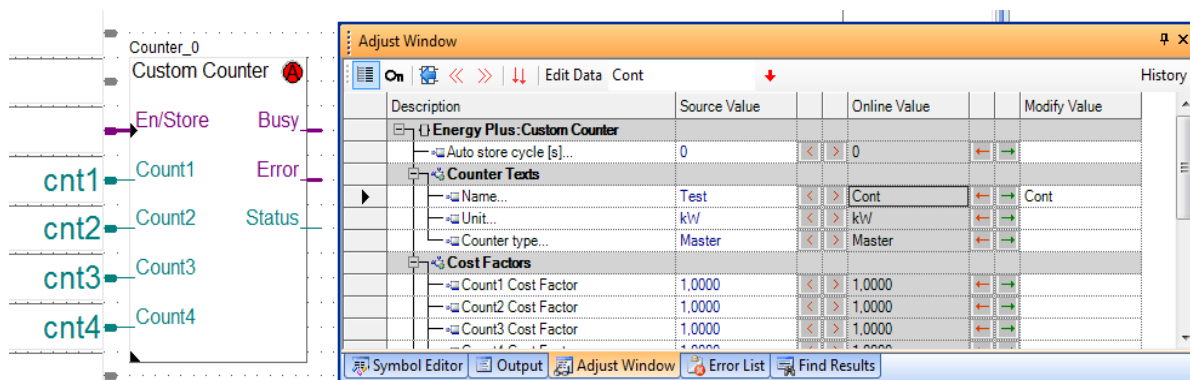 Counter_0
Custom Counter A
En/Store Busy
Count1 Error
Count2 Status
Count3
Count4
cnt1
cnt2
cnt3
cnt4
Adjust Window
On Edit Data Cont History
Description Source Value Online Value Modify Value
Energy Plus:Custom Counter
Auto store cycle [s]... 0 < > 0
Counter Texts
Name... Test < > Cont Cont
Unit... kW < > kW
Counter type... Master < > Master
Cost Factors
Count1 Cost Factor 1,0000 < > 1,0000
Count2 Cost Factor 1,0000 < > 1,0000
Count3 Cost Factor 1,0000 < > 1,0000
Symbol Editor Output Adjust Window Error List Find Results